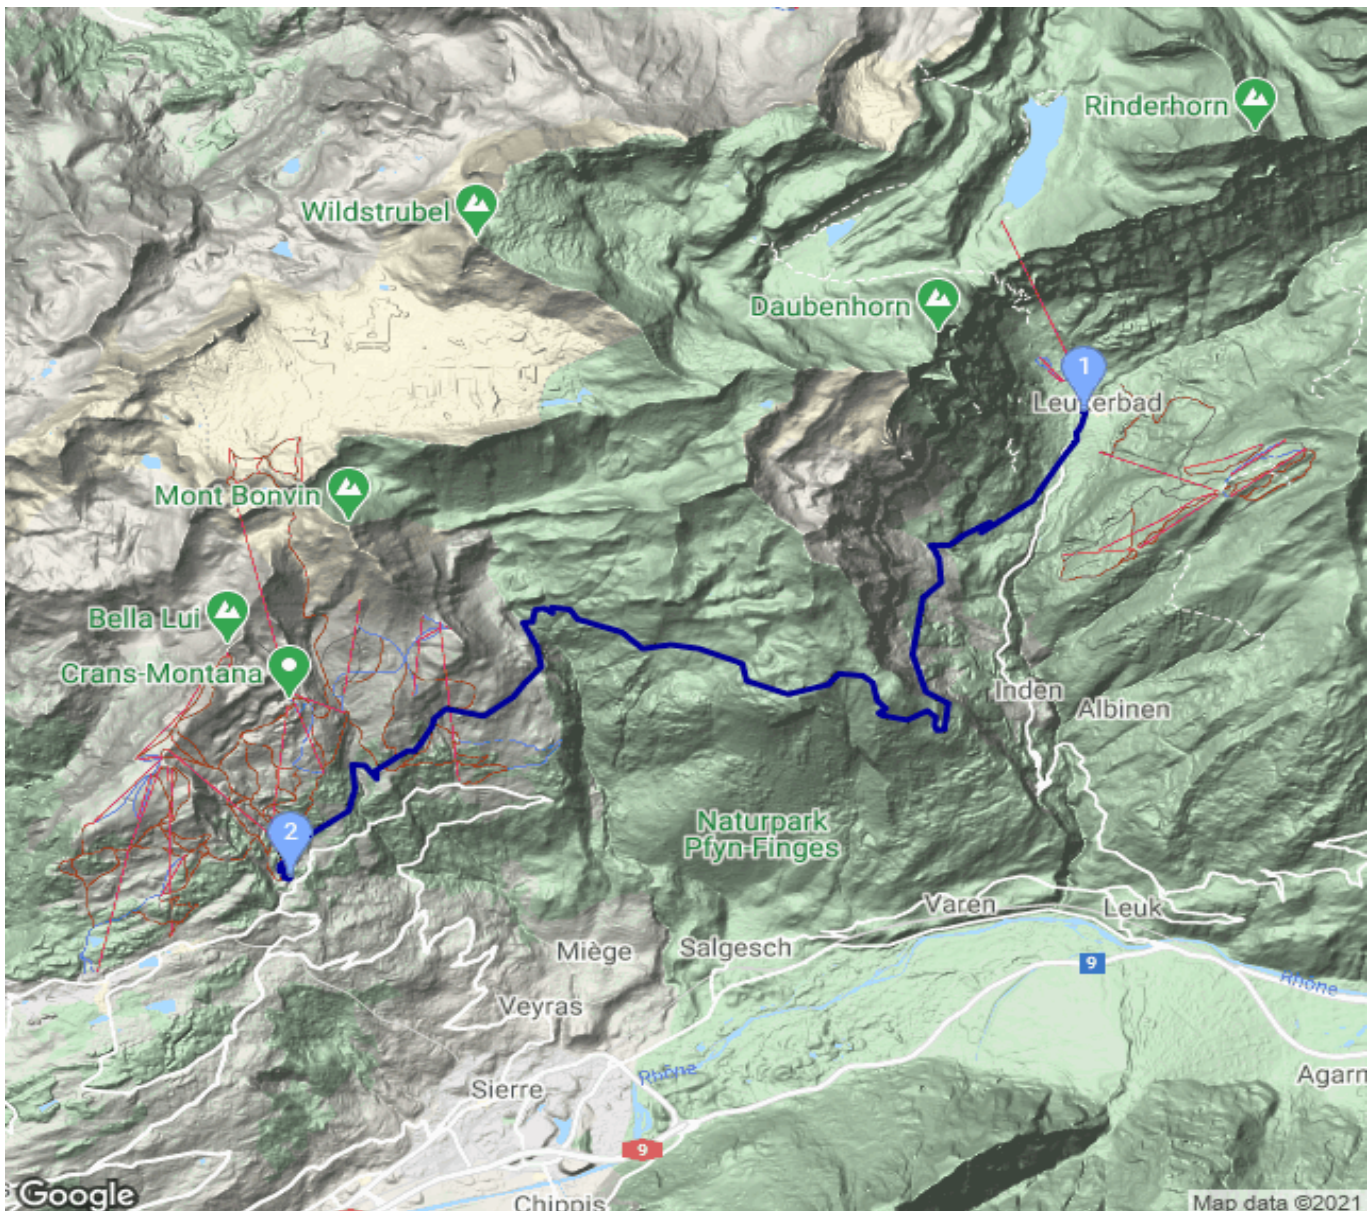 Rinderhorn
Wildstrubel
Daubenhorn
1
Leukerbad
Mont Bonvin
Bella Lui
Crans-Montana
Inden
Albinen
2
Naturpark
Pfyn-Finges
Varen
Leuk
Miège
Salgesch
9
Rhône
Veyras
Rhône
Sierre
Agarn
9
Chippis
Google
Map data ©2021